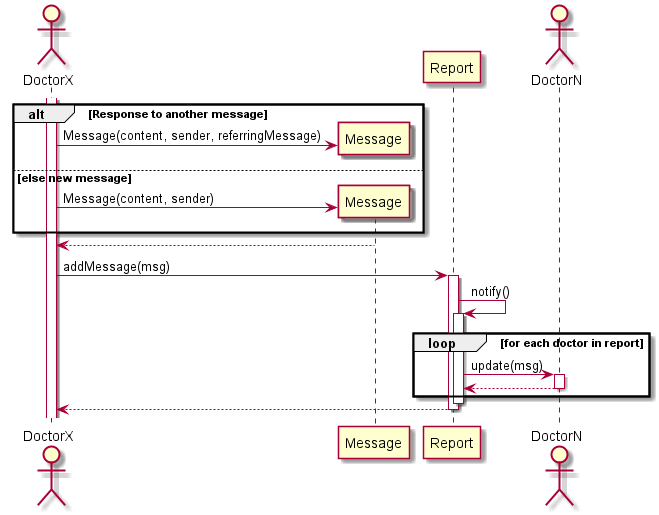 DoctorX
Report
DoctorN
alt [Response to another message]
Message(content, sender, referringMessage)
Message
[else new message]
Message(content, sender)
Message
addMessage(msg)
notify()
loop [for each doctor in report]
update(msg)
DoctorX
Message
Report
DoctorN